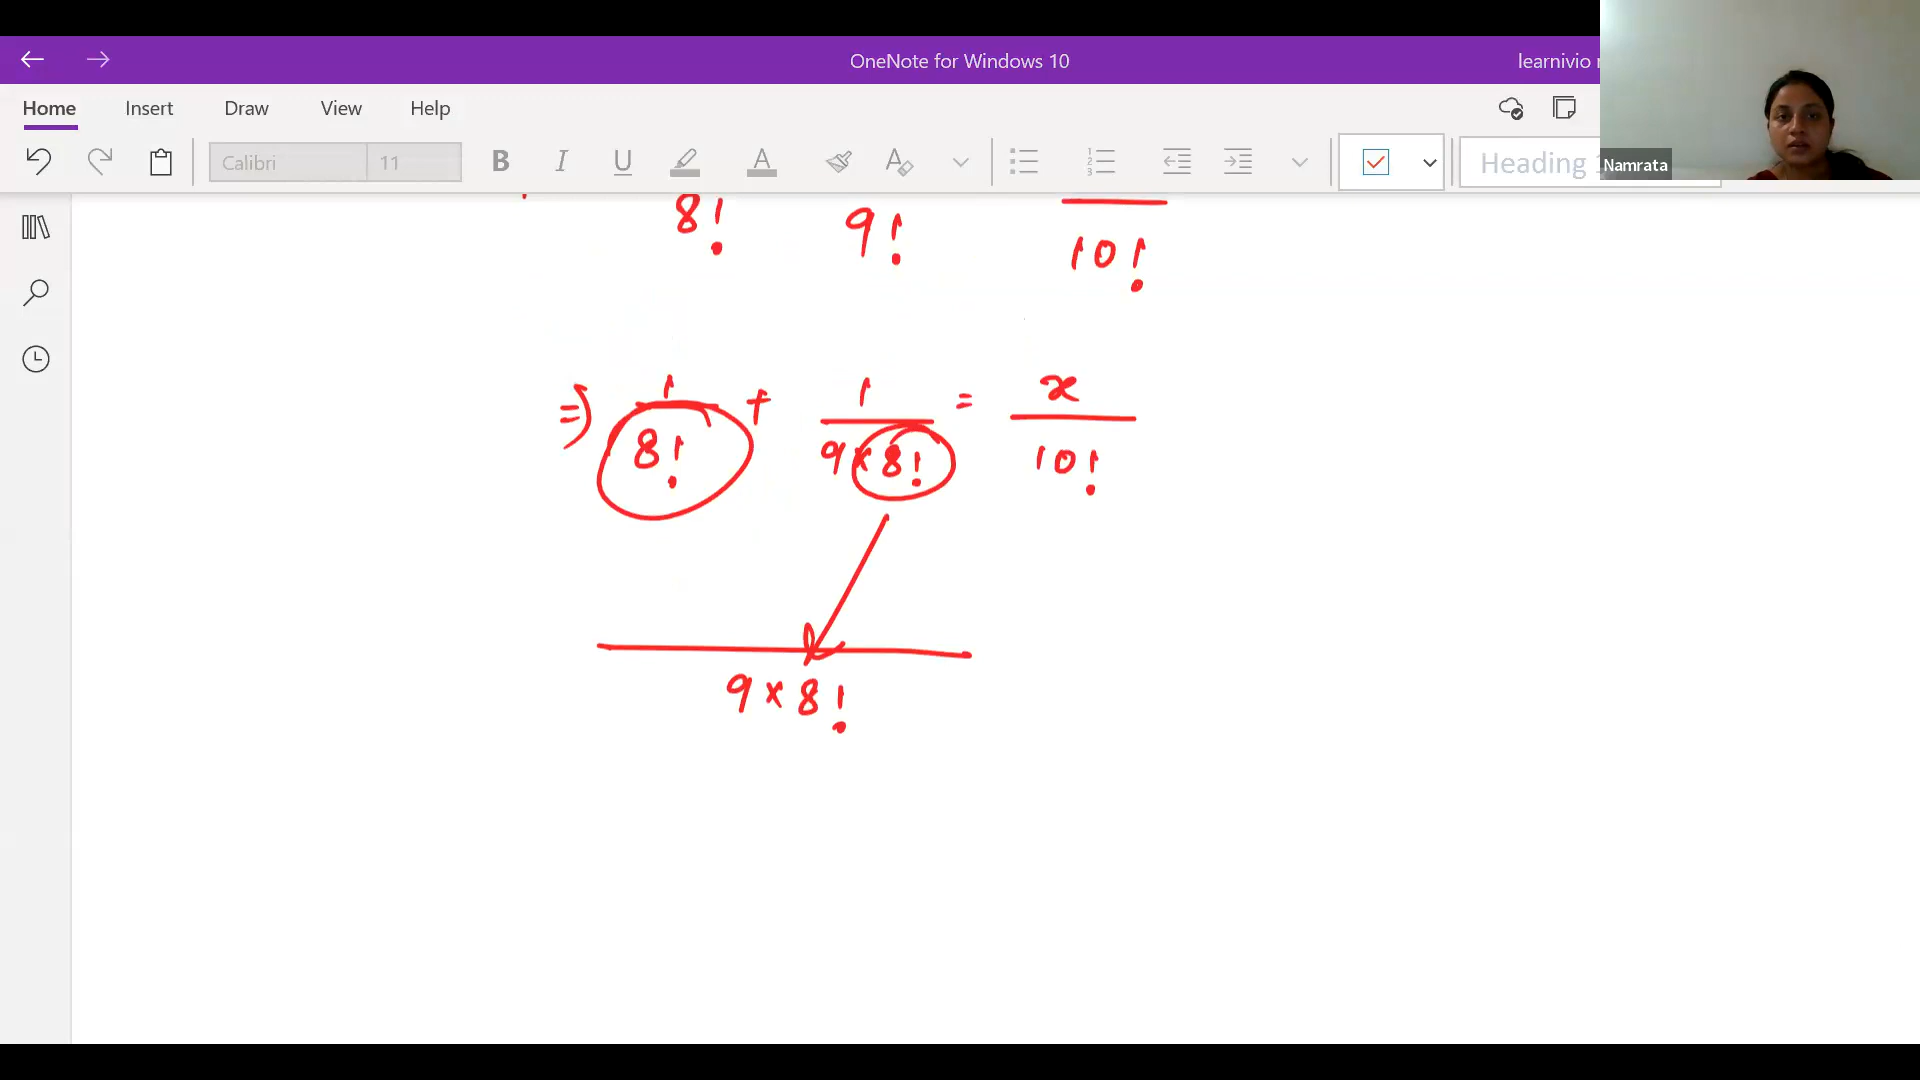 OneNote for Windows 10
learnivio
Home Insert Draw View Help
Calibri 11 B I U A A Heading
Namrata
8! 9! 10!
⇒ 1/8! + 1/(9 × 8!) = x/10!
9 × 8!